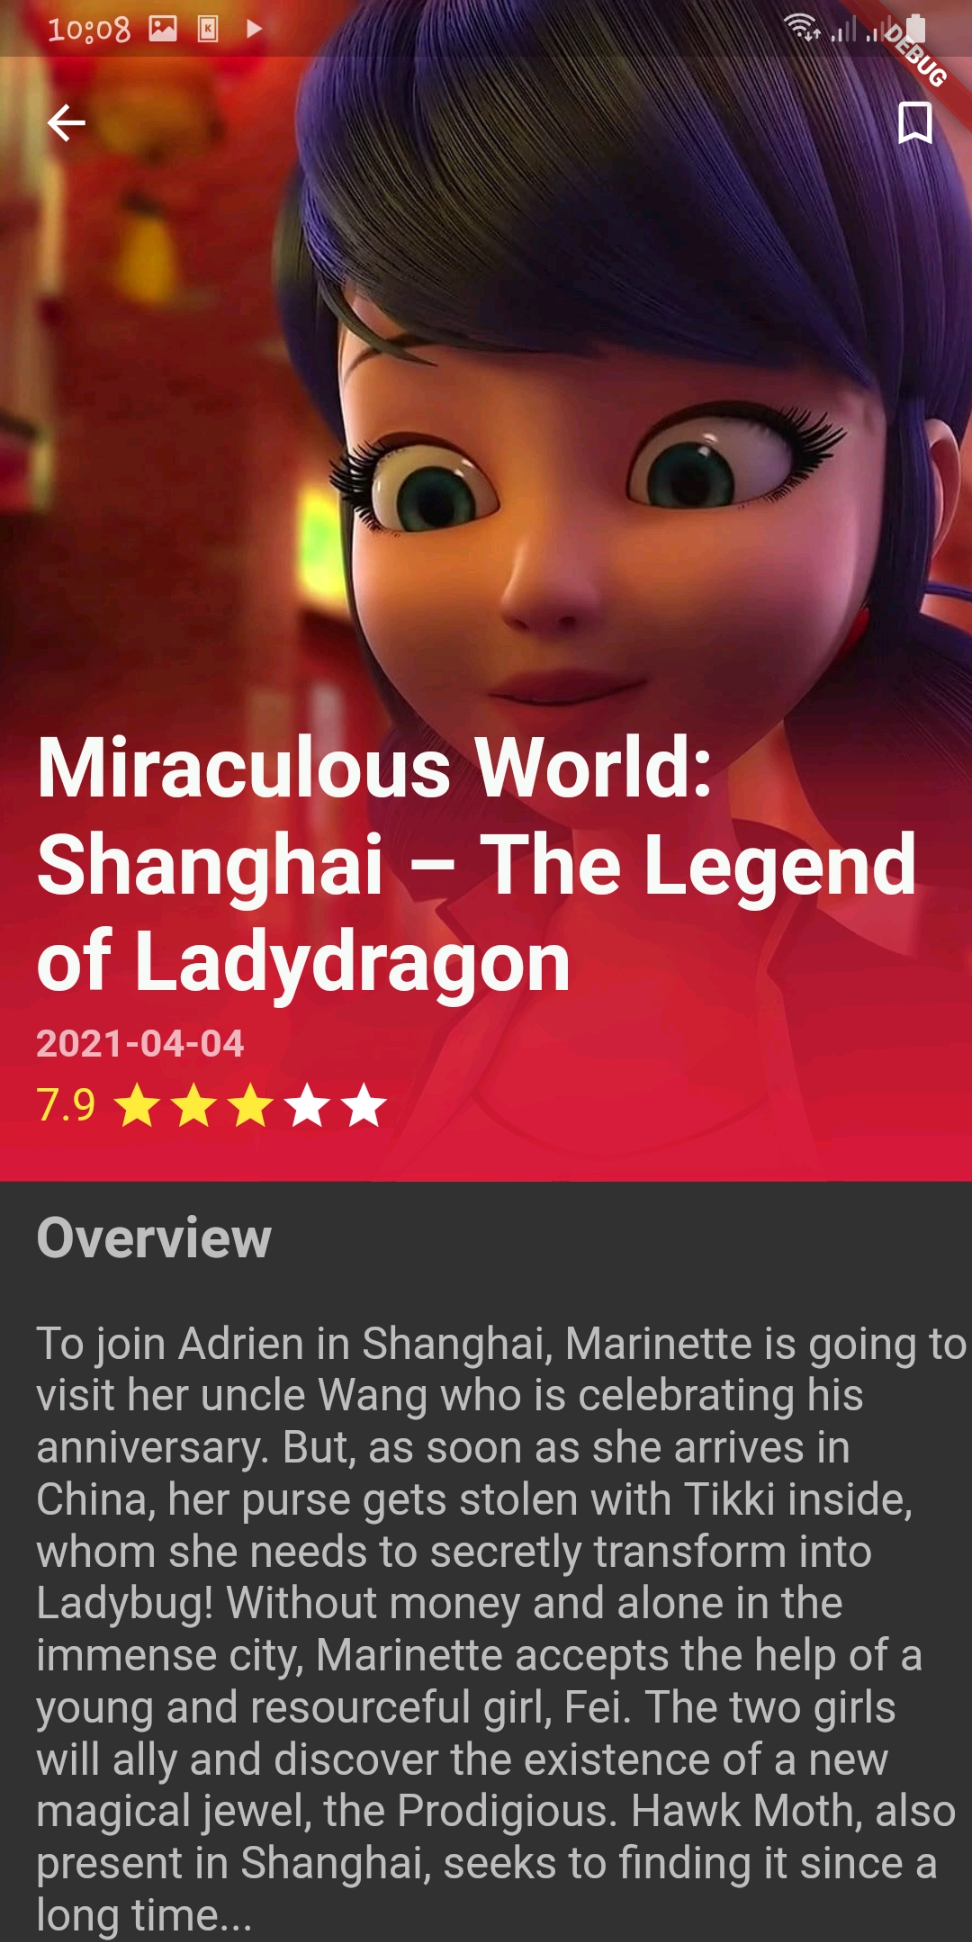 10:08
K
DEBUG
Miraculous World:
Shanghai – The Legend
of Ladydragon
2021-04-04
7.9
Overview
To join Adrien in Shanghai, Marinette is going to
visit her uncle Wang who is celebrating his
anniversary. But, as soon as she arrives in
China, her purse gets stolen with Tikki inside,
whom she needs to secretly transform into
Ladybug! Without money and alone in the
immense city, Marinette accepts the help of a
young and resourceful girl, Fei. The two girls
will ally and discover the existence of a new
magical jewel, the Prodigious. Hawk Moth, also
present in Shanghai, seeks to finding it since a
long time...